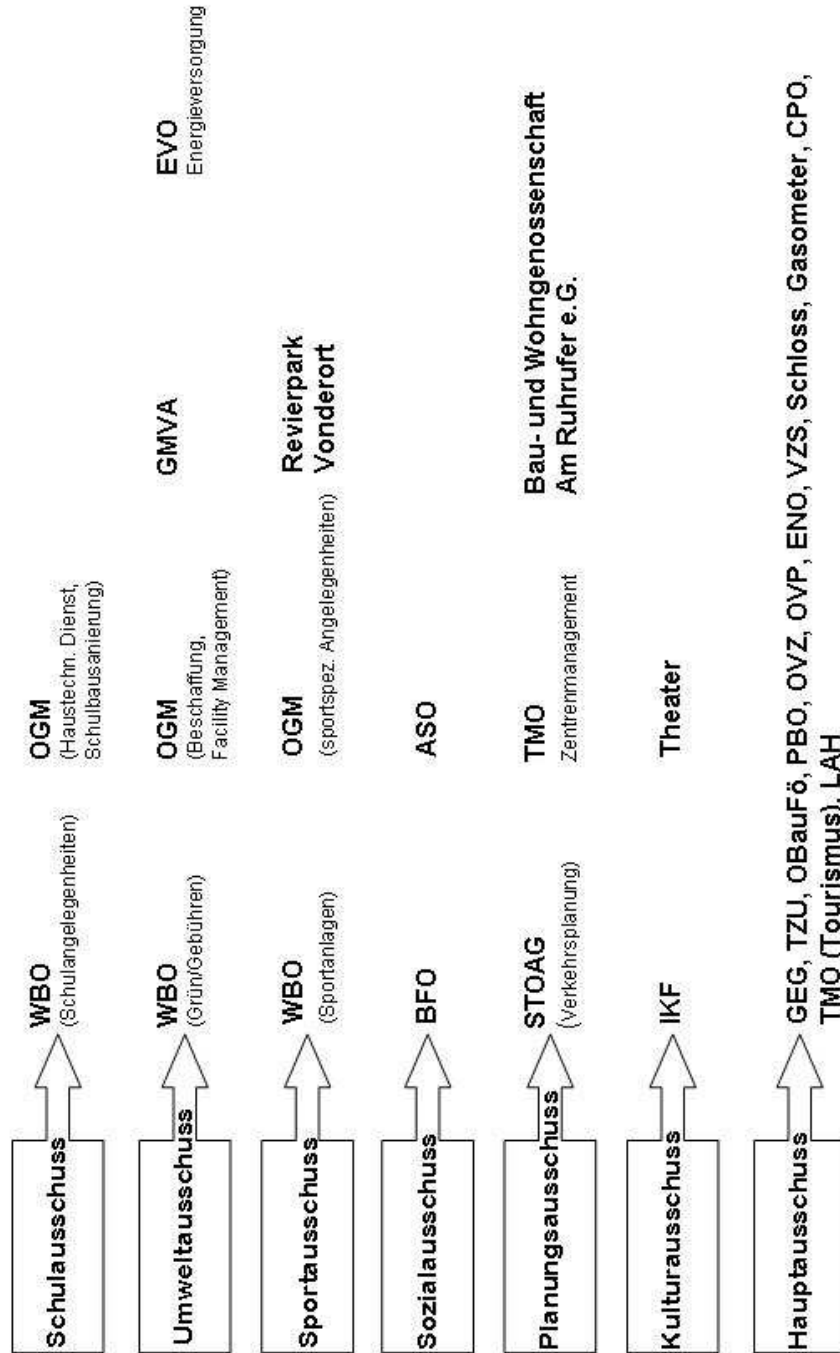 Schulausschuss
WBO
(Schulangelegenheiten)
OGM
(Haustechn. Dienst,
Schulbausanierung)
Umweltausschuss
WBO
(Grün/Gebühren)
OGM
(Beschaffung,
Facility Management)
GMVA
EVO
Energieversorgung
Sportausschuss
WBO
(Sportanlagen)
OGM
(sportspez. Angelegenheiten)
Revierpark
Vonderort
Sozialausschuss
BFO
ASO
Planungsausschuss
STOAG
(Verkehrsplanung)
TMO
Zentrenmanagement
Bau- und Wohngenossenschaft
Am Ruhrufer e.G.
Kulturausschuss
IKF
Theater
Hauptausschuss
GEG, TZU, OBauFö, PBO, OVZ, OVP, ENO, VZS, Schloss, Gasometer, CPO,
TMO (Tourismus), LAH